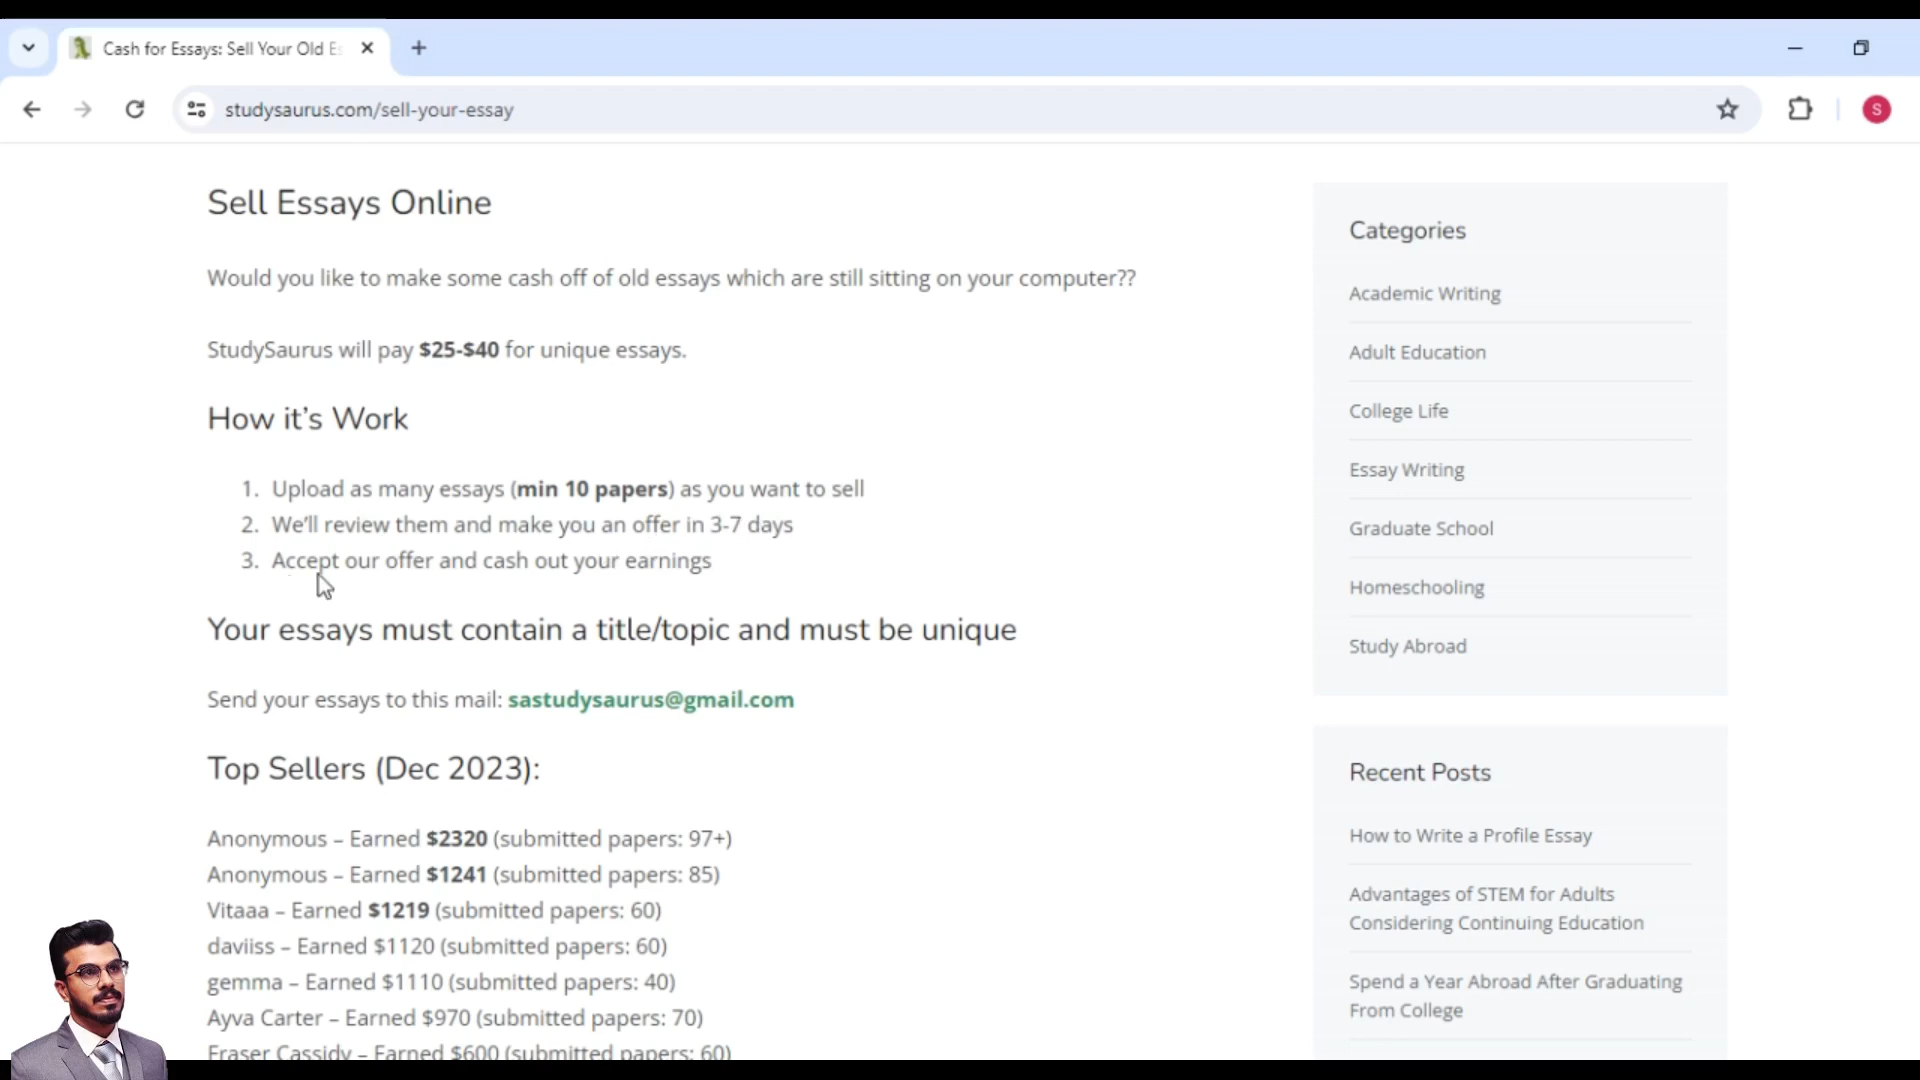 Cash for Essays: Sell Your Old Es
studysaurus.com/sell-your-essay
S
Sell Essays Online
Would you like to make some cash off of old essays which are still sitting on your computer??
StudySaurus will pay $25-$40 for unique essays.
How it's Work
1. Upload as many essays (min 10 papers) as you want to sell
2. We'll review them and make you an offer in 3-7 days
3. Accept our offer and cash out your earnings
Your essays must contain a title/topic and must be unique
Send your essays to this mail: sastudysaurus@gmail.com
Top Sellers (Dec 2023):
Anonymous – Earned $2320 (submitted papers: 97+)
Anonymous – Earned $1241 (submitted papers: 85)
Vitaaa – Earned $1219 (submitted papers: 60)
daviiss – Earned $1120 (submitted papers: 60)
gemma – Earned $1110 (submitted papers: 40)
Ayva Carter – Earned $970 (submitted papers: 70)
Fraser Cassidy – Earned $600 (submitted papers: 60)
Categories
Academic Writing
Adult Education
College Life
Essay Writing
Graduate School
Homeschooling
Study Abroad
Recent Posts
How to Write a Profile Essay
Advantages of STEM for Adults
Considering Continuing Education
Spend a Year Abroad After Graduating
From College